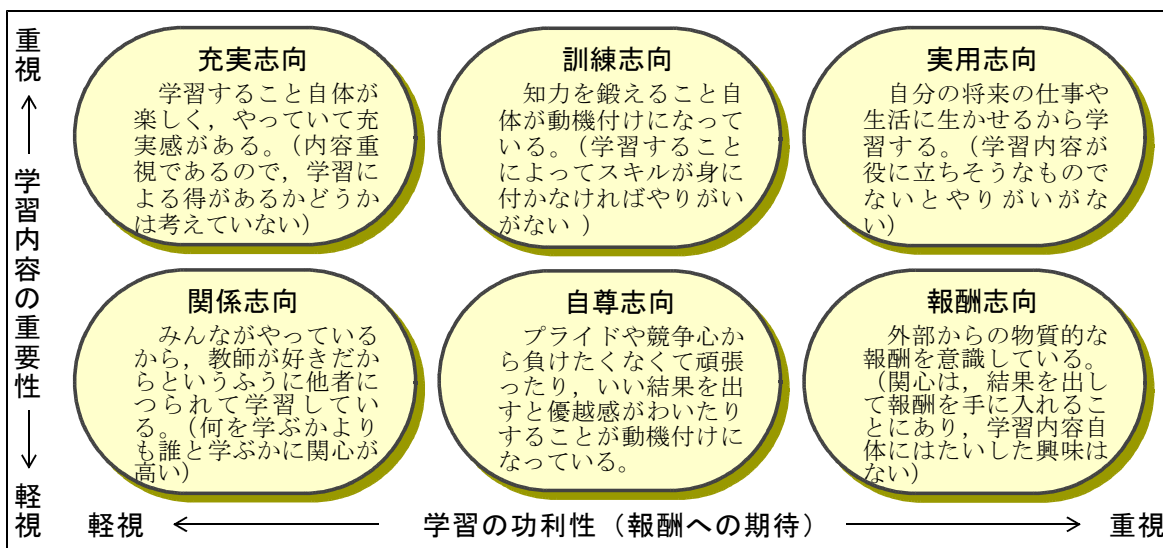 重視
学習内容の重要性
軽視
充実志向
学習すること自体が
楽しく，やっていて充
実感がある。（内容重
視であるので，学習に
よる得があるかどうか
は考えていない）
訓練志向
知力を鍛えること自
体が動機付けになって
いる。（学習すること
によってスキルが身に
付かなければやりがい
がない ）
実用志向
自分の将来の仕事や
生活に生かせるから学
習する。（学習内容が
役に立ちそうなもので
ないとやりがいがな
い）
関係志向
みんながやっている
から，教師が好きだか
らというふうに他者に
つられて学習してい
る。（何を学ぶかより
も誰と学ぶかに関心が
高い）
自尊志向
プライドや競争心か
ら負けたくなくて頑張
ったり，いい結果を出
すと優越感がわいたり
することが動機付けに
なっている。
報酬志向
外部からの物質的な
報酬を意識している。
（関心は，結果を出し
て報酬を手に入れるこ
とにあり，学習内容自
体にはたいした興味は
ない）
軽視
学習の功利性（報酬への期待）
重視